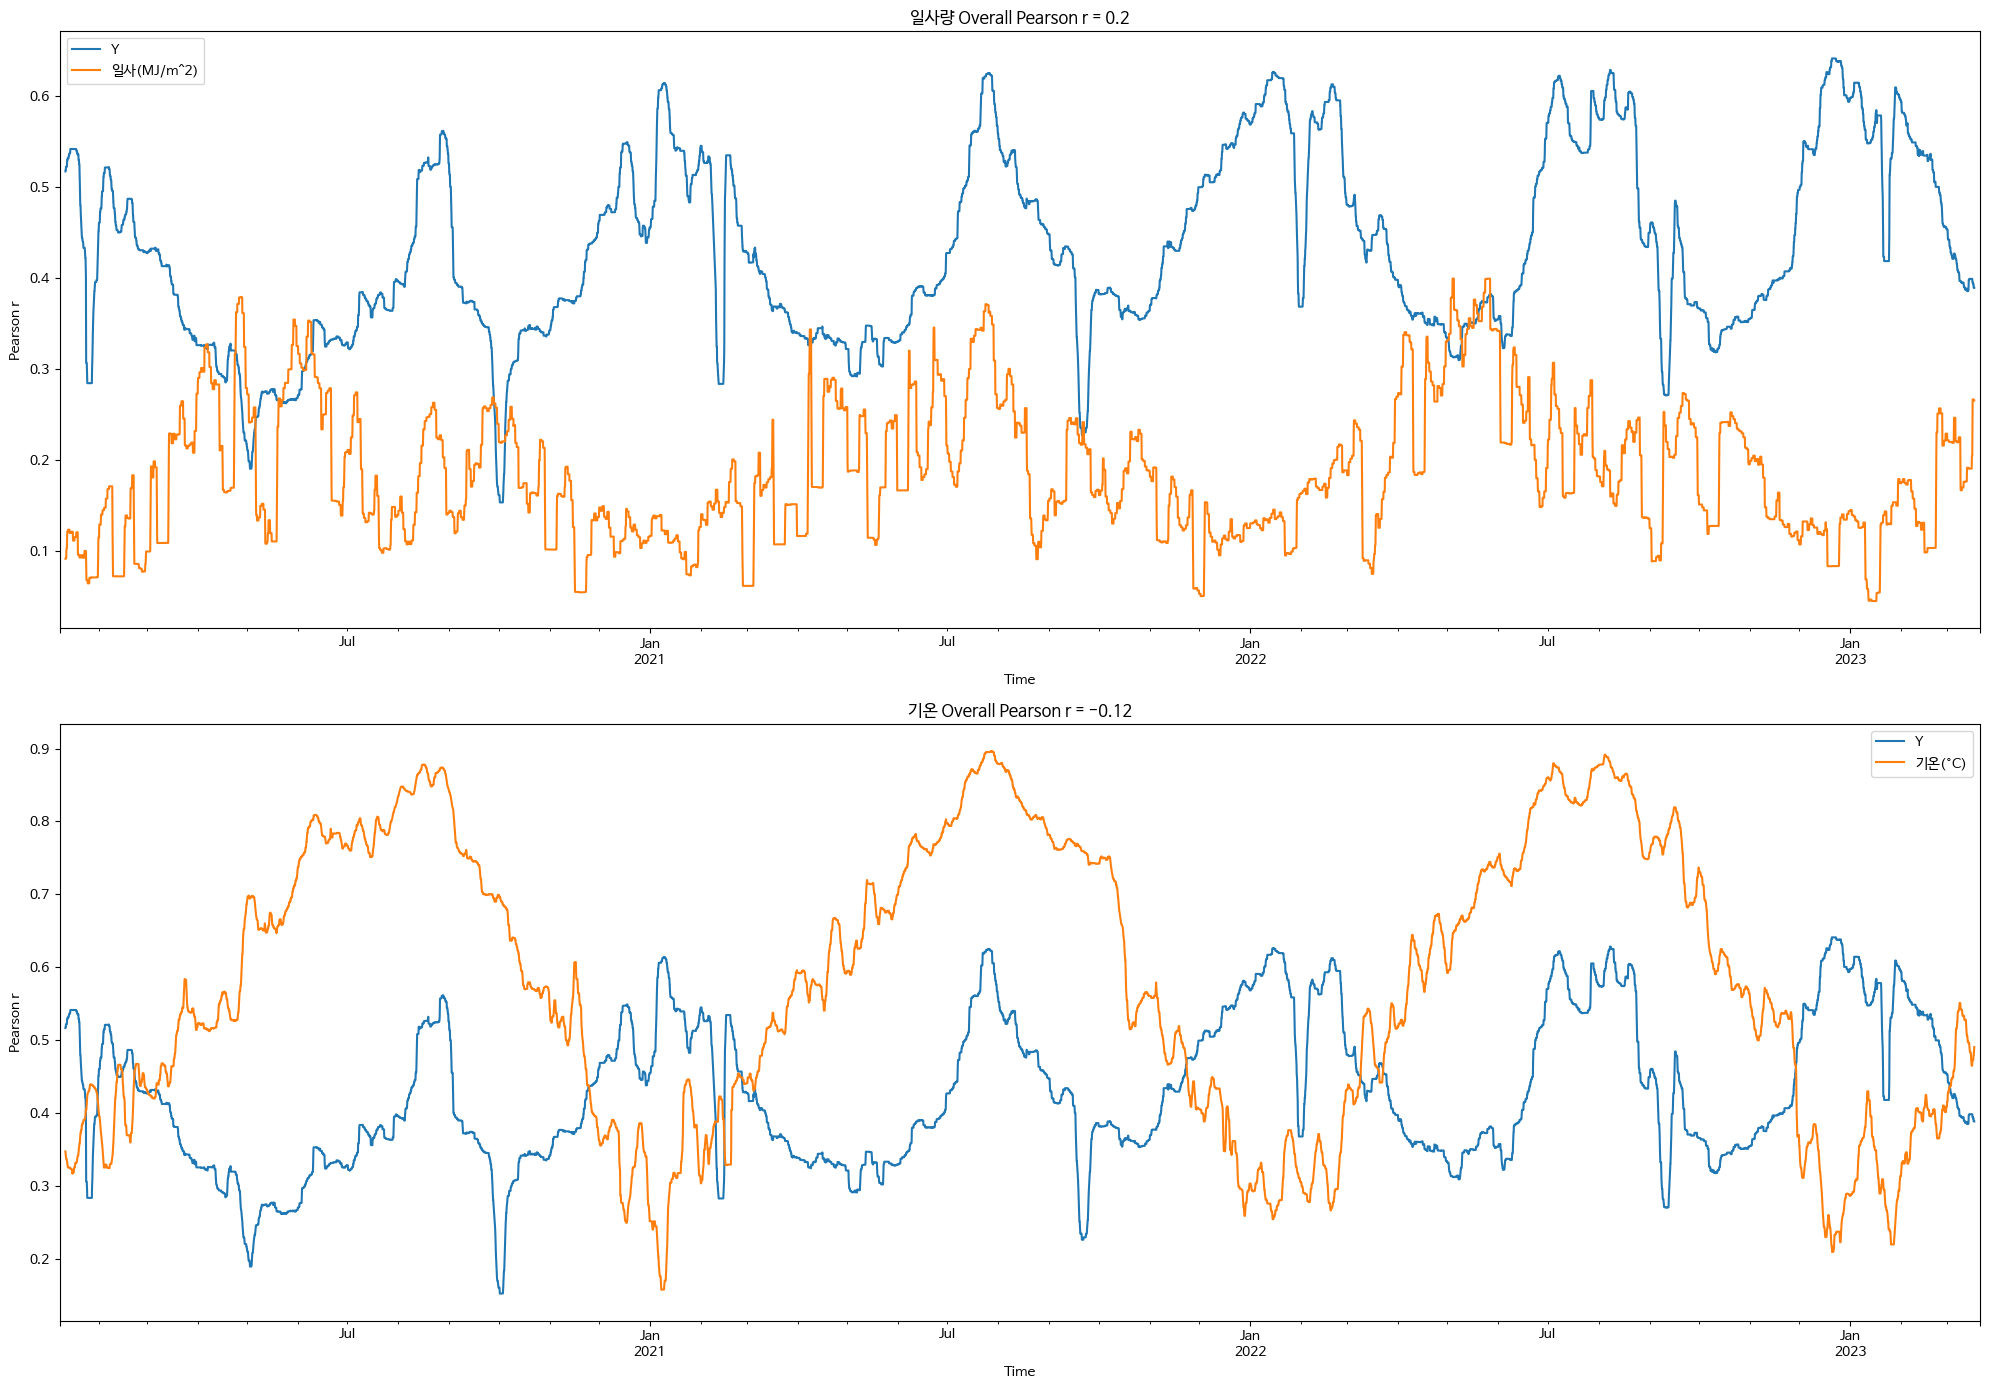 일사량 Overall Pearson r = 0.2
Y
일사(MJ/m^2)
Pearson r
0.6
0.5
0.4
0.3
0.2
0.1
Jul
Jan
2021
Jul
Jan
2022
Jul
Jan
2023
Time
기온 Overall Pearson r = -0.12
Y
기온(°C)
Pearson r
0.9
0.8
0.7
0.6
0.5
0.4
0.3
0.2
Jul
Jan
2021
Jul
Jan
2022
Jul
Jan
2023
Time